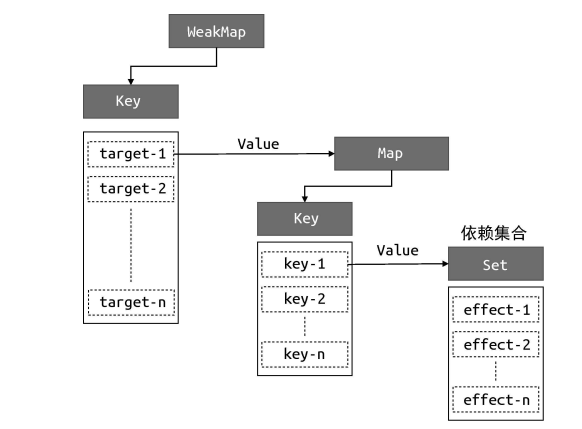 WeakMap
Key
target-1
target-2
target-n
Value
Map
Key
key-1
key-2
key-n
Value
依赖集合
Set
effect-1
effect-2
effect-n